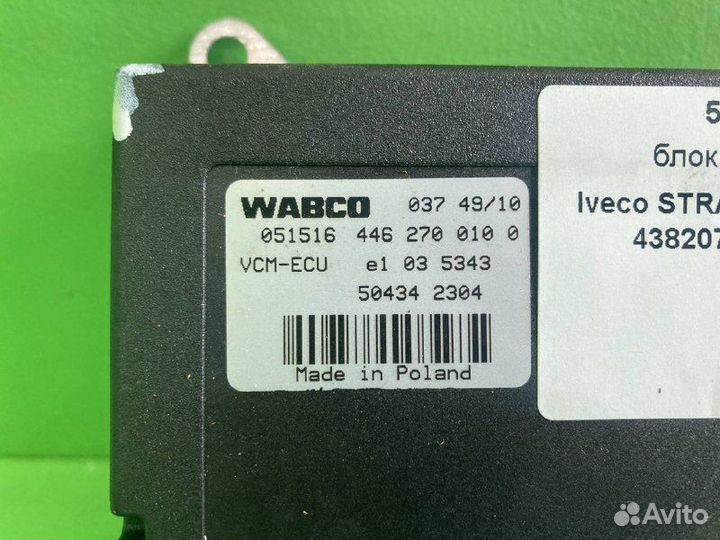 WABCO 037 49/10
051516 446 270 010 0
VCM-ECU e1 03 5343
50434 2304
Made in Poland
5
блок
Iveco STRA
438207
Avito